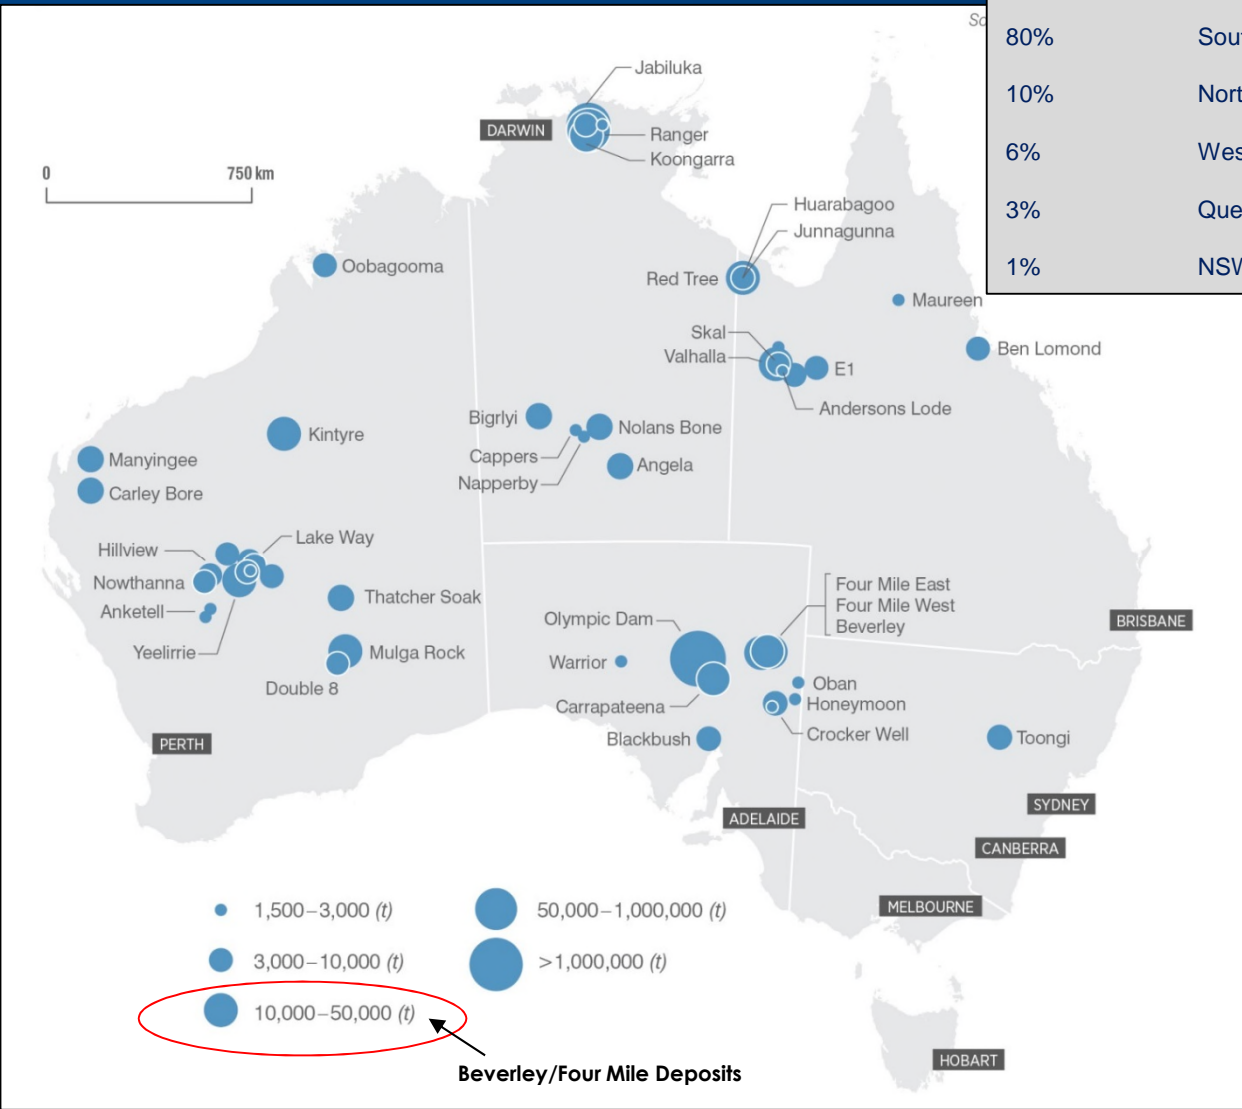 80%
10%
6%
3%
1%
NSW
Jabiluka
DARWIN
Ranger
Koongarra
0
750 km
Huarabagoo
Junnagunna
Oobagooma
Red Tree
Maureen
Skal
Valhalla
Ben Lomond
E1
Andersons Lode
Bigrlyi
Nolans Bone
Kintyre
Cappers
Angela
Napperby
Manyingee
Carley Bore
Lake Way
Hillview
Nowthanna
Anketell
Thatcher Soak
Yeelirrie
Mulga Rock
Double 8
Four Mile East
Four Mile West
Beverley
Olympic Dam
Warrior
BRISBANE
Oban
Carrapateena
Honeymoon
Crocker Well
Blackbush
Toongi
PERTH
SYDNEY
ADELAIDE
CANBERRA
MELBOURNE
1,500–3,000 (t)
50,000–1,000,000 (t)
3,000–10,000 (t)
>1,000,000 (t)
10,000–50,000 (t)
Beverley/Four Mile Deposits
HOBART